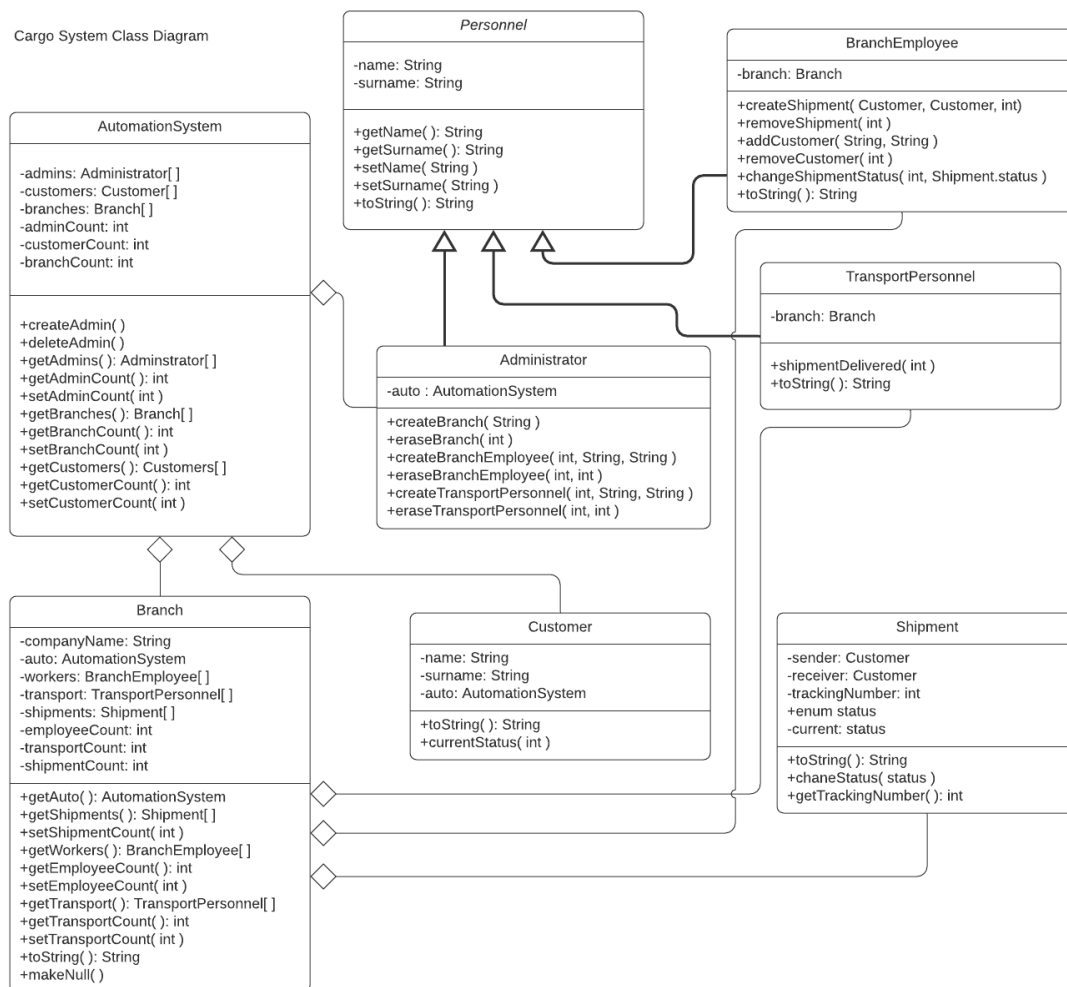 Cargo System Class Diagram
Personnel
-name: String
-surname: String
+getName( ): String
+getSurname( ): String
+setName( String )
+setSurname( String )
+toString( ): String
BranchEmployee
-branch: Branch
+createShipment( Customer, Customer, int)
+removeShipment( int )
+addCustomer( String, String )
+removeCustomer( int )
+changeShipmentStatus( int, Shipment.status )
+toString( ): String
AutomationSystem
-admins: Administrator[ ]
-customers: Customer[ ]
-branches: Branch[ ]
-adminCount: int
-customerCount: int
-branchCount: int
+createAdmin( )
+deleteAdmin( )
+getAdmins( ): Adminstrator[ ]
+getAdminCount( ): int
+setAdminCount( int )
+getBranches( ): Branch[ ]
+getBranchCount( ): int
+setBranchCount( int )
+getCustomers( ): Customers[ ]
+getCustomerCount( ): int
+setCustomerCount( int )
TransportPersonnel
-branch: Branch
+shipmentDelivered( int )
+toString( ): String
Administrator
-auto : AutomationSystem
+createBranch( String )
+eraseBranch( int )
+createBranchEmployee( int, String, String )
+eraseBranchEmployee( int, int )
+createTransportPersonnel( int, String, String )
+eraseTransportPersonnel( int, int )
Branch
-companyName: String
-auto: AutomationSystem
-workers: BranchEmployee[ ]
-transport: TransportPersonnel[ ]
-shipments: Shipment[ ]
-employeeCount: int
-transportCount: int
-shipmentCount: int
+getAuto( ): AutomationSystem
+getShipments( ): Shipment[ ]
+setShipmentCount( int )
+getWorkers( ): BranchEmployee[ ]
+getEmployeeCount( ): int
+setEmployeeCount( int )
+getTransport( ): TransportPersonnel[ ]
+getTransportCount( ): int
+setTransportCount( int )
+toString( ): String
+makeNull( )
Customer
-name: String
-surname: String
-auto: AutomationSystem
+toString( ): String
+currentStatus( int )
Shipment
-sender: Customer
-receiver: Customer
-trackingNumber: int
+enum status
-current: status
+toString( ): String
+chaneStatus( status )
+getTrackingNumber( ): int